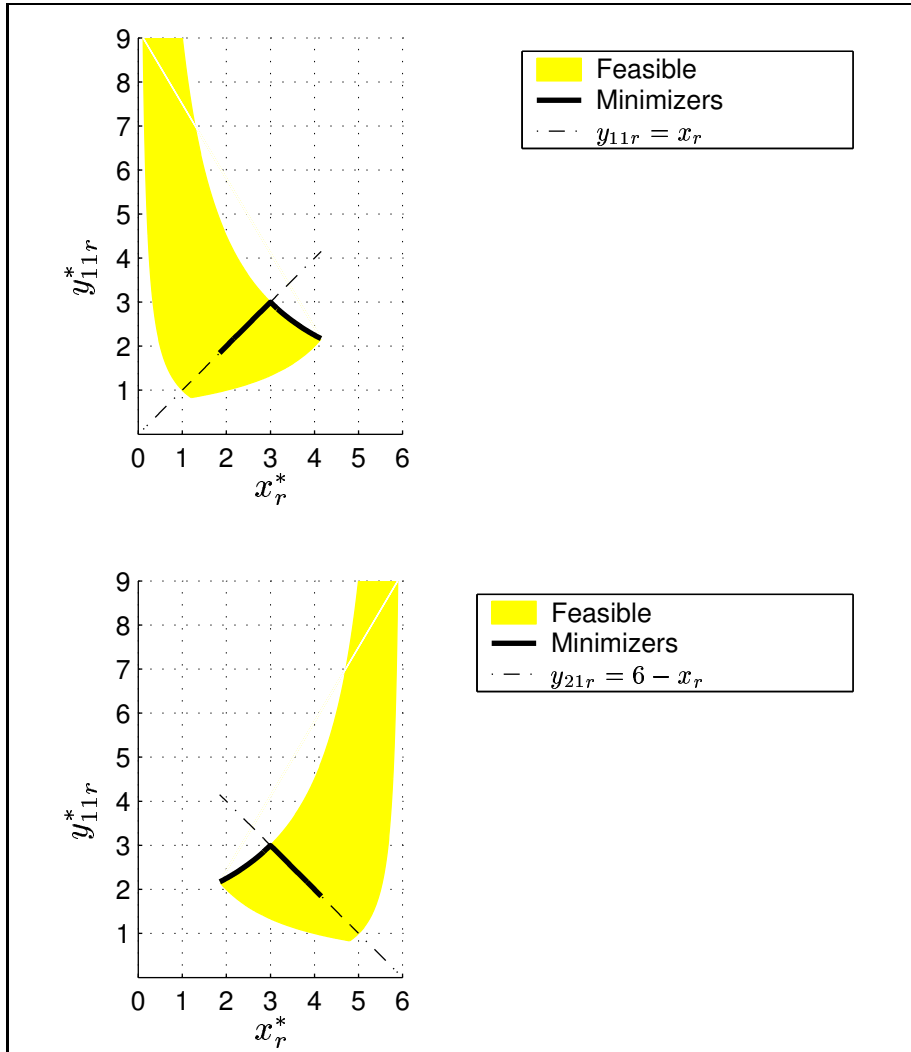 9
8
7
6
5
4
3
2
1
y*11r
0 1 2 3 4 5 6
x*r
Feasible
Minimizers
y11r = xr
9
8
7
6
5
4
3
2
1
y*11r
0 1 2 3 4 5 6
x*r
Feasible
Minimizers
y21r = 6 − xr